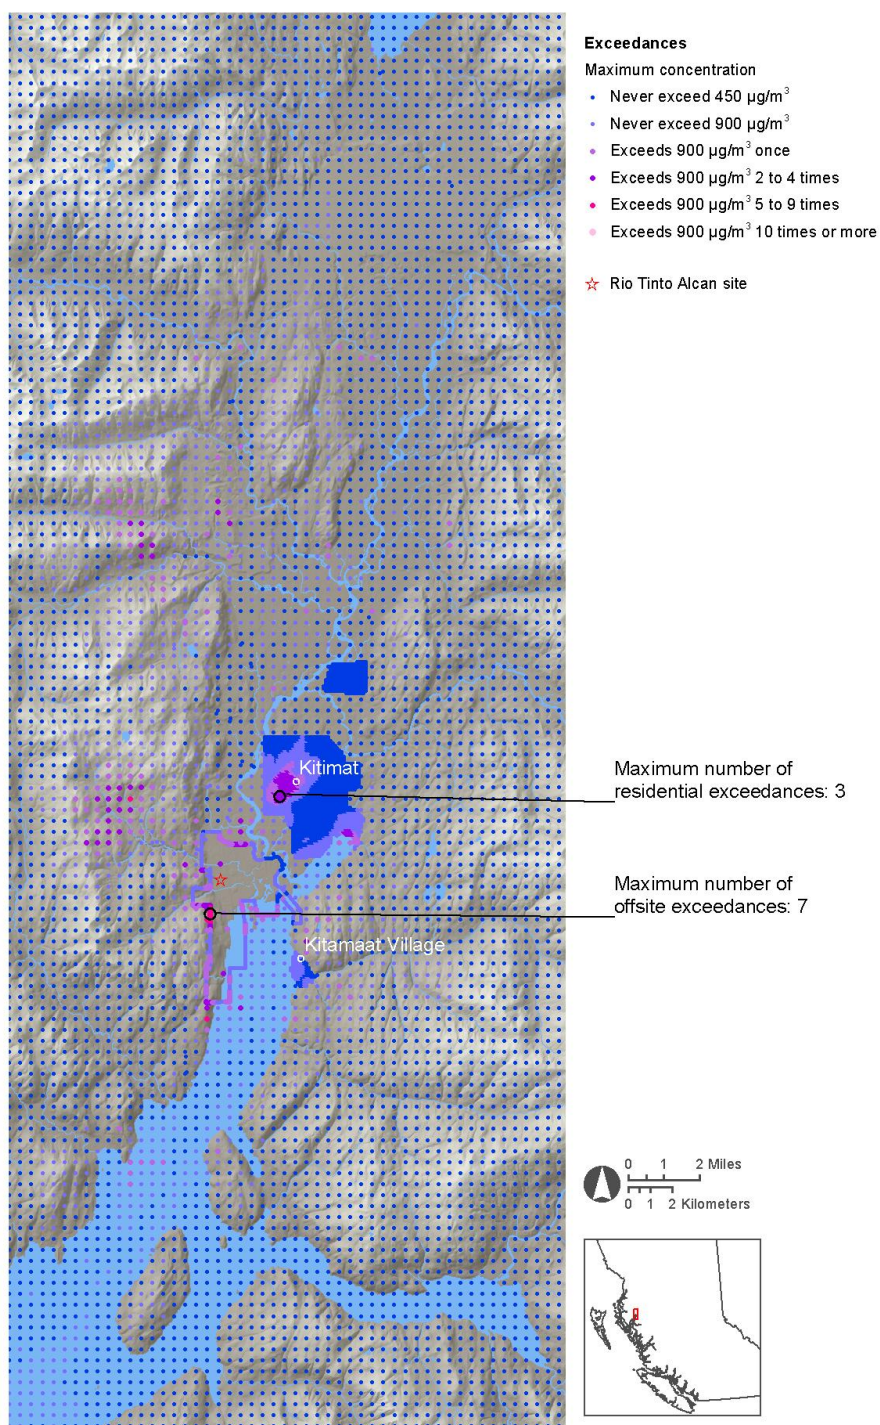 Exceedances
Maximum concentration
Never exceed 450 µg/m³
Never exceed 900 µg/m³
Exceeds 900 µg/m³ once
Exceeds 900 µg/m³ 2 to 4 times
Exceeds 900 µg/m³ 5 to 9 times
Exceeds 900 µg/m³ 10 times or more
Rio Tinto Alcan site
Kitimat
Maximum number of
residential exceedances: 3
Maximum number of
offsite exceedances: 7
Kitamaat Village
0 1 2 Miles
0 1 2 Kilometers